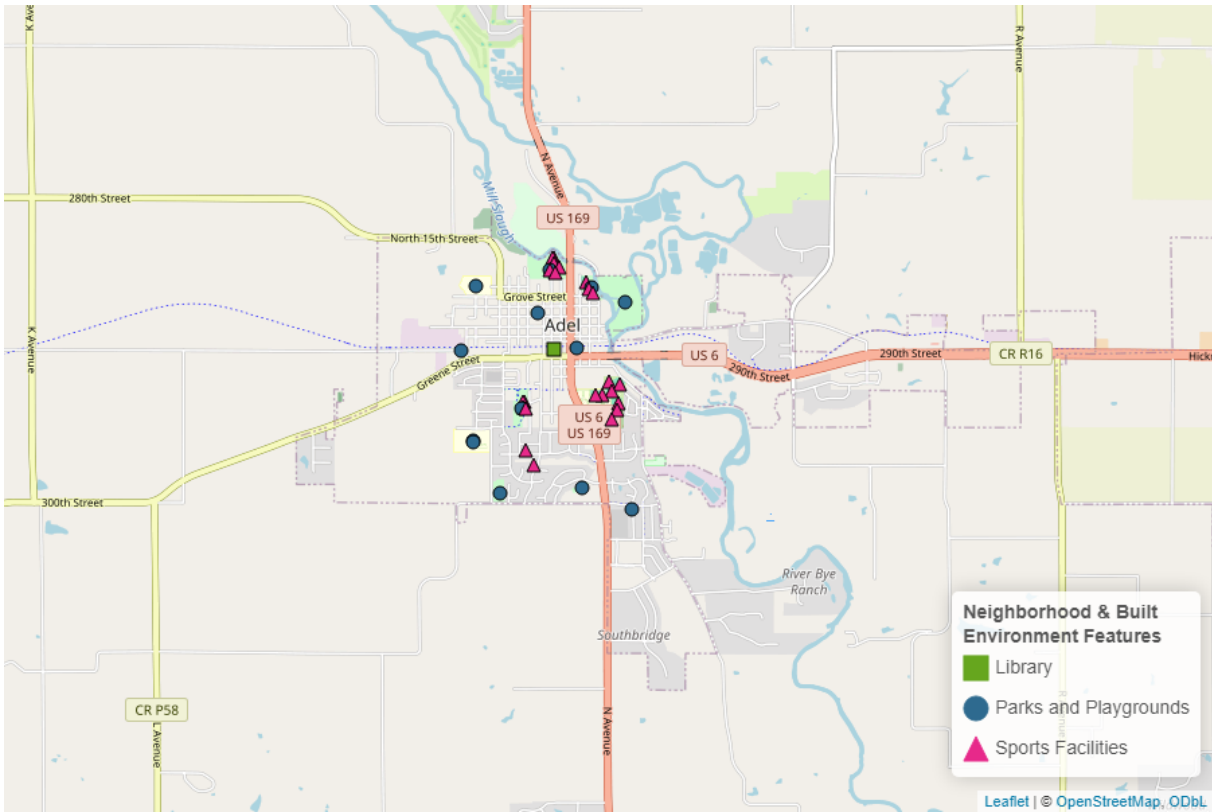 K Ave
R Avenue
N Avenue
Mill Slough
280th Street
US 169
North 15th Street
Grove Street
Adel
K Avenue
US 6
290th Street
CR R16
Hick
Greene Street
290th Street
US 6
US 169
300th Street
River Bye
Ranch
Southbridge
CR P58
L Avenue
N Avenue
R Avenue
Neighborhood & Built
Environment Features
Library
Parks and Playgrounds
Sports Facilities
Leaflet | © OpenStreetMap, ODbL